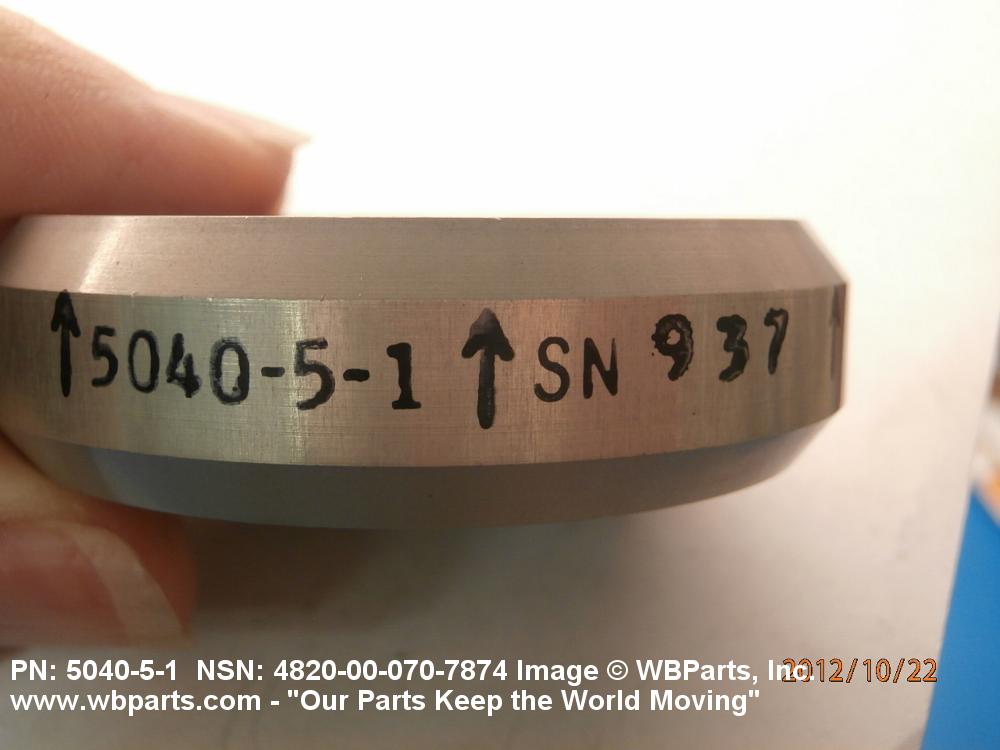 ↑ 5040-5-1 ↑ SN 937 ↑
PN: 5040-5-1 NSN: 4820-00-070-7874 Image © WBParts, Inc.
2012/10/22
www.wbparts.com - "Our Parts Keep the World Moving"